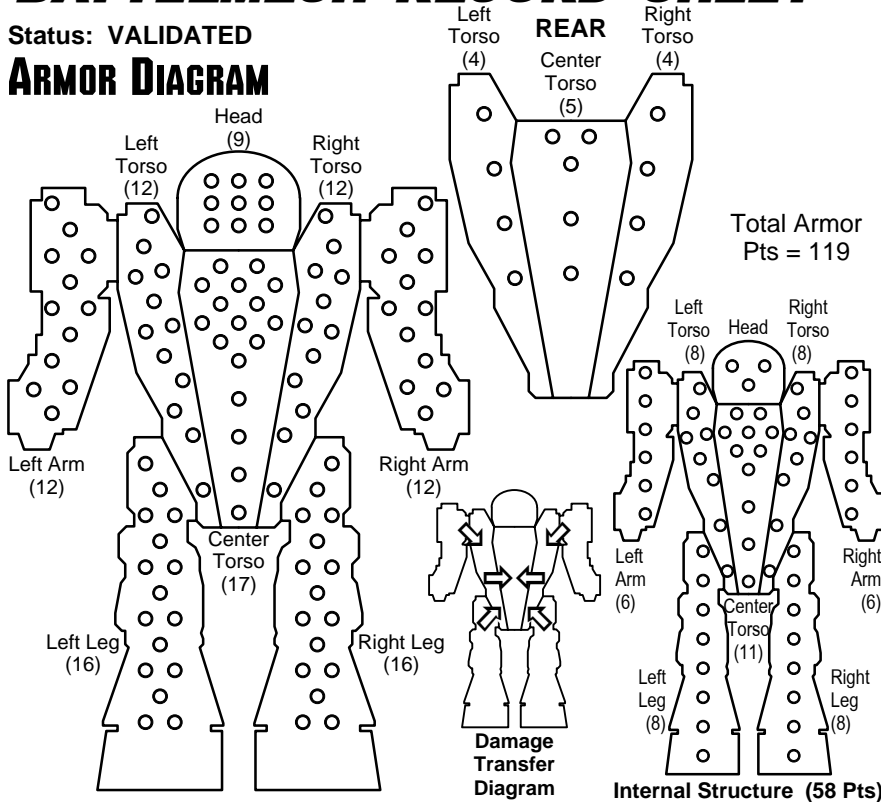 BATTLEMECH RECORD SHEET
Status: VALIDATED
ARMOR DIAGRAM
Head
(9)
Left
Torso
(12)
Right
Torso
(12)
Left Arm
(12)
Right Arm
(12)
Center
Torso
(17)
Left Leg
(16)
Right Leg
(16)
REAR
Left
Torso
(4)
Center
Torso
(5)
Right
Torso
(4)
Total Armor
Pts = 119
Damage
Transfer
Diagram
Left
Torso
(8)
Head
Right
Torso
(8)
Left
Arm
(6)
Right
Arm
(6)
Center
Torso
(11)
Left
Leg
(8)
Right
Leg
(8)
Internal Structure (58 Pts)